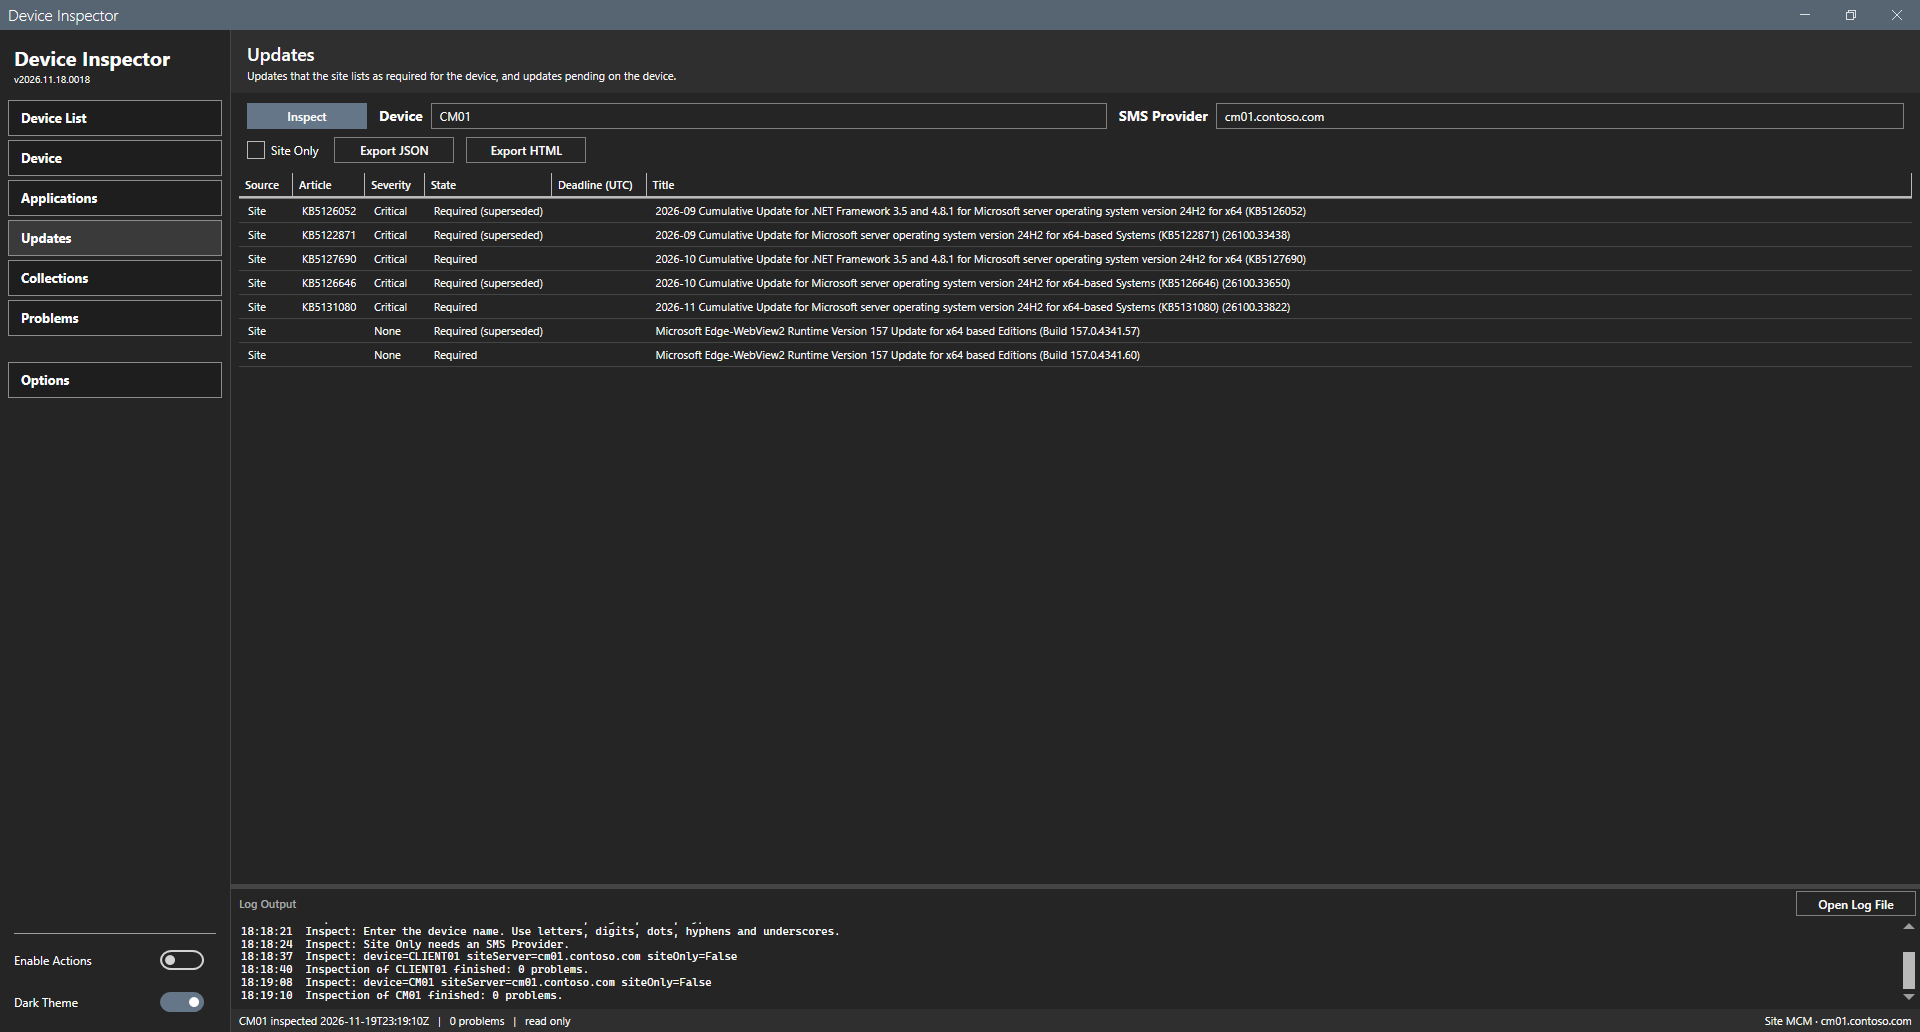 Device Inspector
Device Inspector
v2026.11.18.0018
Device List
Device
Applications
Updates
Collections
Problems
Options
Enable Actions
Dark Theme
Updates
Updates that the site lists as required for the device, and updates pending on the device.
Inspect Device CM01 SMS Provider cm01.contoso.com
Site Only Export JSON Export HTML
Source Article Severity State Deadline (UTC) Title
Site KB5126052 Critical Required (superseded) 2026-09 Cumulative Update for .NET Framework 3.5 and 4.8.1 for Microsoft server operating system version 24H2 for x64 (KB5126052)
Site KB5122871 Critical Required (superseded) 2026-09 Cumulative Update for Microsoft server operating system version 24H2 for x64-based Systems (KB5122871) (26100.33438)
Site KB5127690 Critical Required 2026-10 Cumulative Update for .NET Framework 3.5 and 4.8.1 for Microsoft server operating system version 24H2 for x64 (KB5127690)
Site KB5126646 Critical Required (superseded) 2026-10 Cumulative Update for Microsoft server operating system version 24H2 for x64-based Systems (KB5126646) (26100.33650)
Site KB5131080 Critical Required 2026-11 Cumulative Update for Microsoft server operating system version 24H2 for x64-based Systems (KB5131080) (26100.33822)
Site None Required (superseded) Microsoft Edge-WebView2 Runtime Version 157 Update for x64 based Editions (Build 157.0.4341.57)
Site None Required Microsoft Edge-WebView2 Runtime Version 157 Update for x64 based Editions (Build 157.0.4341.60)
Log Output Open Log File
18:18:21 Inspect: Enter the device name. Use letters, digits, dots, hyphens and underscores.
18:18:24 Inspect: Site Only needs an SMS Provider.
18:18:37 Inspect: device=CLIENT01 siteServer=cm01.contoso.com siteOnly=False
18:18:40 Inspection of CLIENT01 finished: 0 problems.
18:19:08 Inspect: device=CM01 siteServer=cm01.contoso.com siteOnly=False
18:19:10 Inspection of CM01 finished: 0 problems.
CM01 inspected 2026-11-19T23:19:10Z | 0 problems | read only Site MCM · cm01.contoso.com